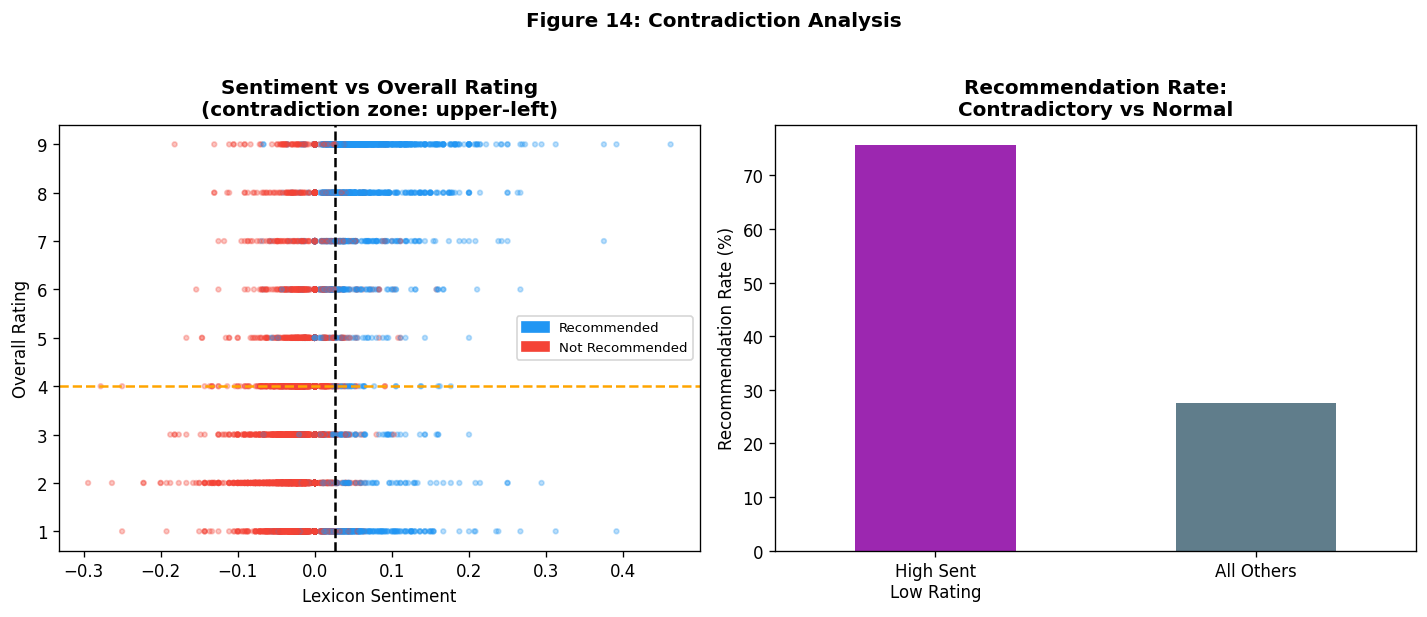 Figure 14: Contradiction Analysis
Sentiment vs Overall Rating
(contradiction zone: upper-left)
Overall Rating
9
8
7
6
5
4
3
2
1
Recommended
Not Recommended
−0.3 −0.2 −0.1 0.0 0.1 0.2 0.3 0.4
Lexicon Sentiment
Recommendation Rate:
Contradictory vs Normal
Recommendation Rate (%)
70
60
50
40
30
20
10
0
High Sent
Low Rating
All Others